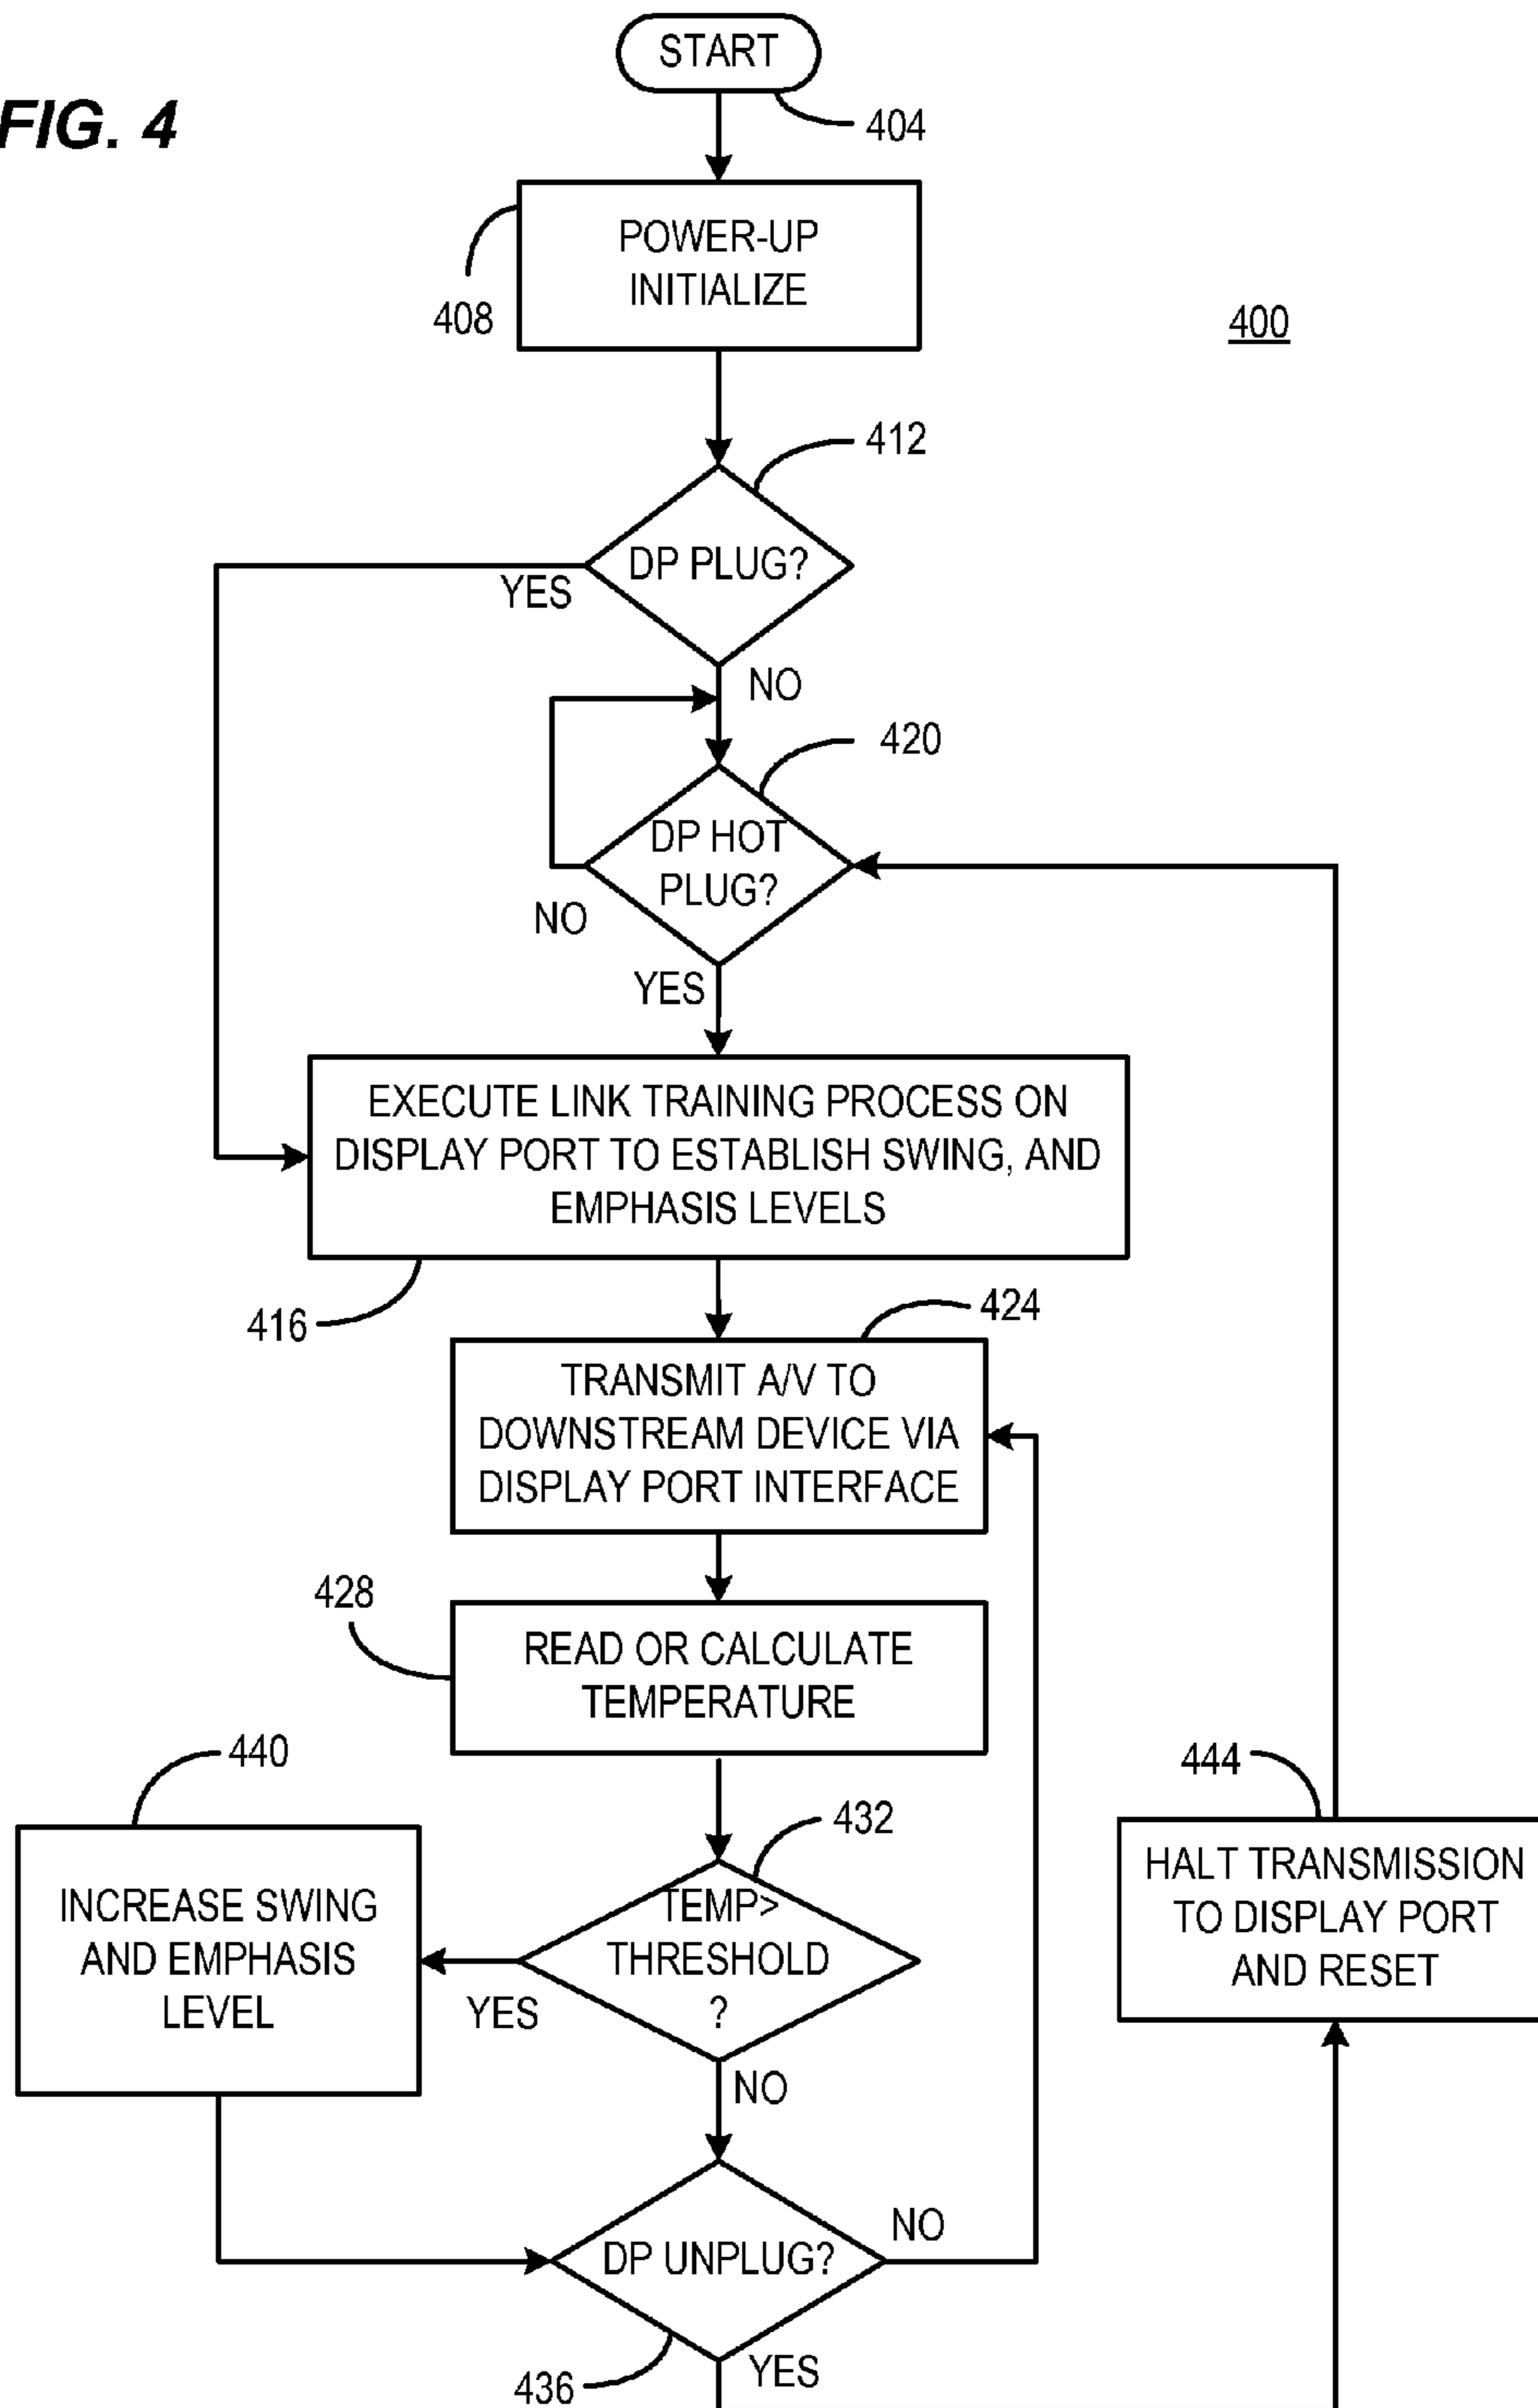 FIG. 4
START
404
POWER-UP
INITIALIZE
408
400
412
DP PLUG?
YES
NO
420
DP HOT
PLUG?
NO
YES
EXECUTE LINK TRAINING PROCESS ON
DISPLAY PORT TO ESTABLISH SWING, AND
EMPHASIS LEVELS
416
424
TRANSMIT A/V TO
DOWNSTREAM DEVICE VIA
DISPLAY PORT INTERFACE
428
READ OR CALCULATE
TEMPERATURE
440
444
432
INCREASE SWING
AND EMPHASIS
LEVEL
TEMP>
THRESHOLD
?
YES
NO
HALT TRANSMISSION
TO DISPLAY PORT
AND RESET
DP UNPLUG?
NO
436
YES